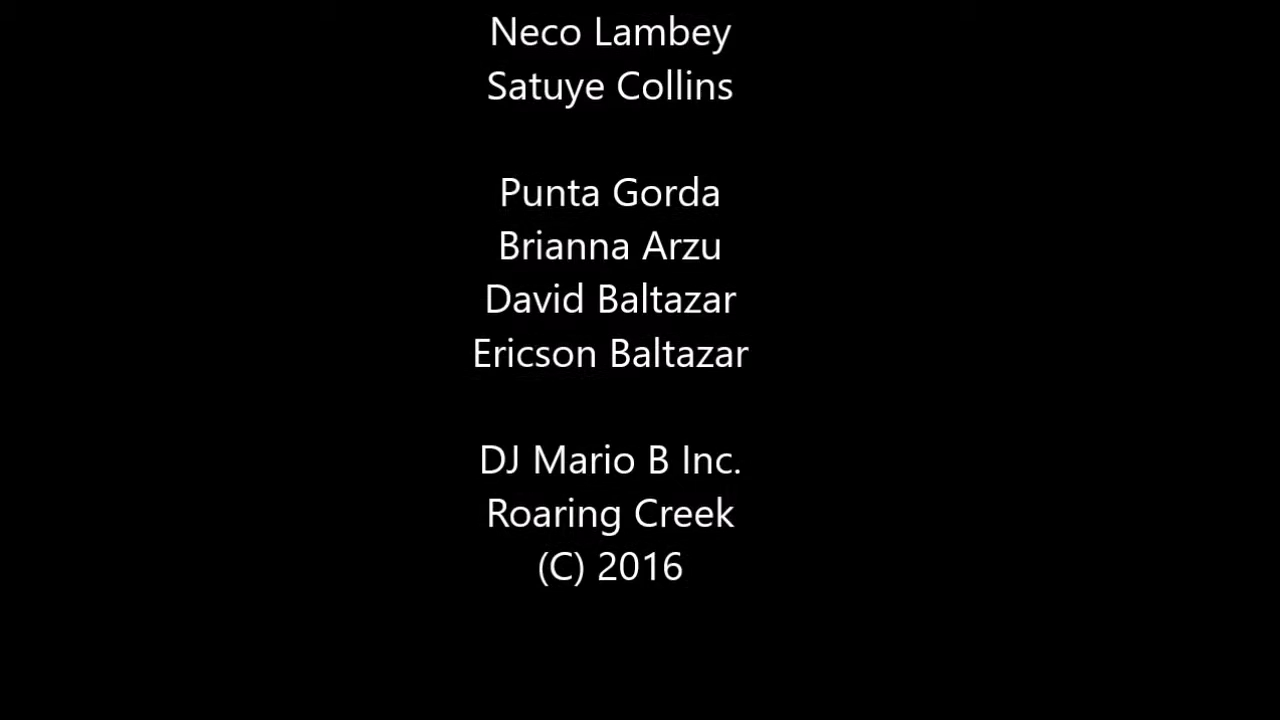 Neco Lambey
Satuye Collins
Punta Gorda
Brianna Arzu
David Baltazar
Ericson Baltazar
DJ Mario B Inc.
Roaring Creek
(C) 2016